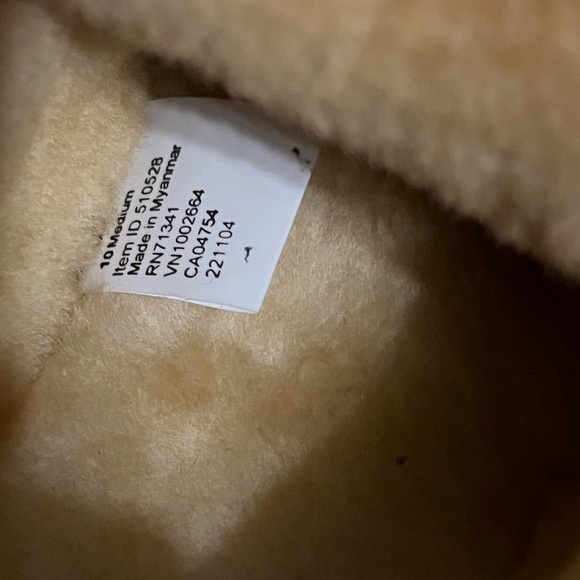 10 Medium
Item ID 510528
Made in Myanmar
RN71341
VN1002664
CA04754
221104